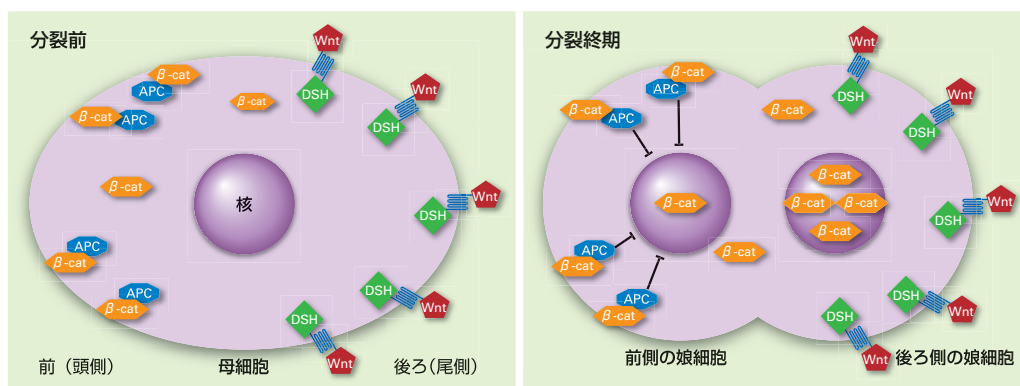 分裂前
Wnt
β-cat
APC
β-cat
DSH
Wnt
β-cat
APC
DSH
β-cat
核
Wnt
DSH
APC
β-cat
APC
β-cat
DSH
Wnt
DSH
Wnt
前（頭側）
母細胞
後ろ（尾側）
分裂終期
Wnt
β-cat
APC
DSH
Wnt
β-cat
APC
β-cat
DSH
β-cat
β-cat
β-cat
β-cat
β-cat
Wnt
DSH
APC
β-cat
β-cat
APC
β-cat
DSH
Wnt
DSH
Wnt
前側の娘細胞
後ろ側の娘細胞